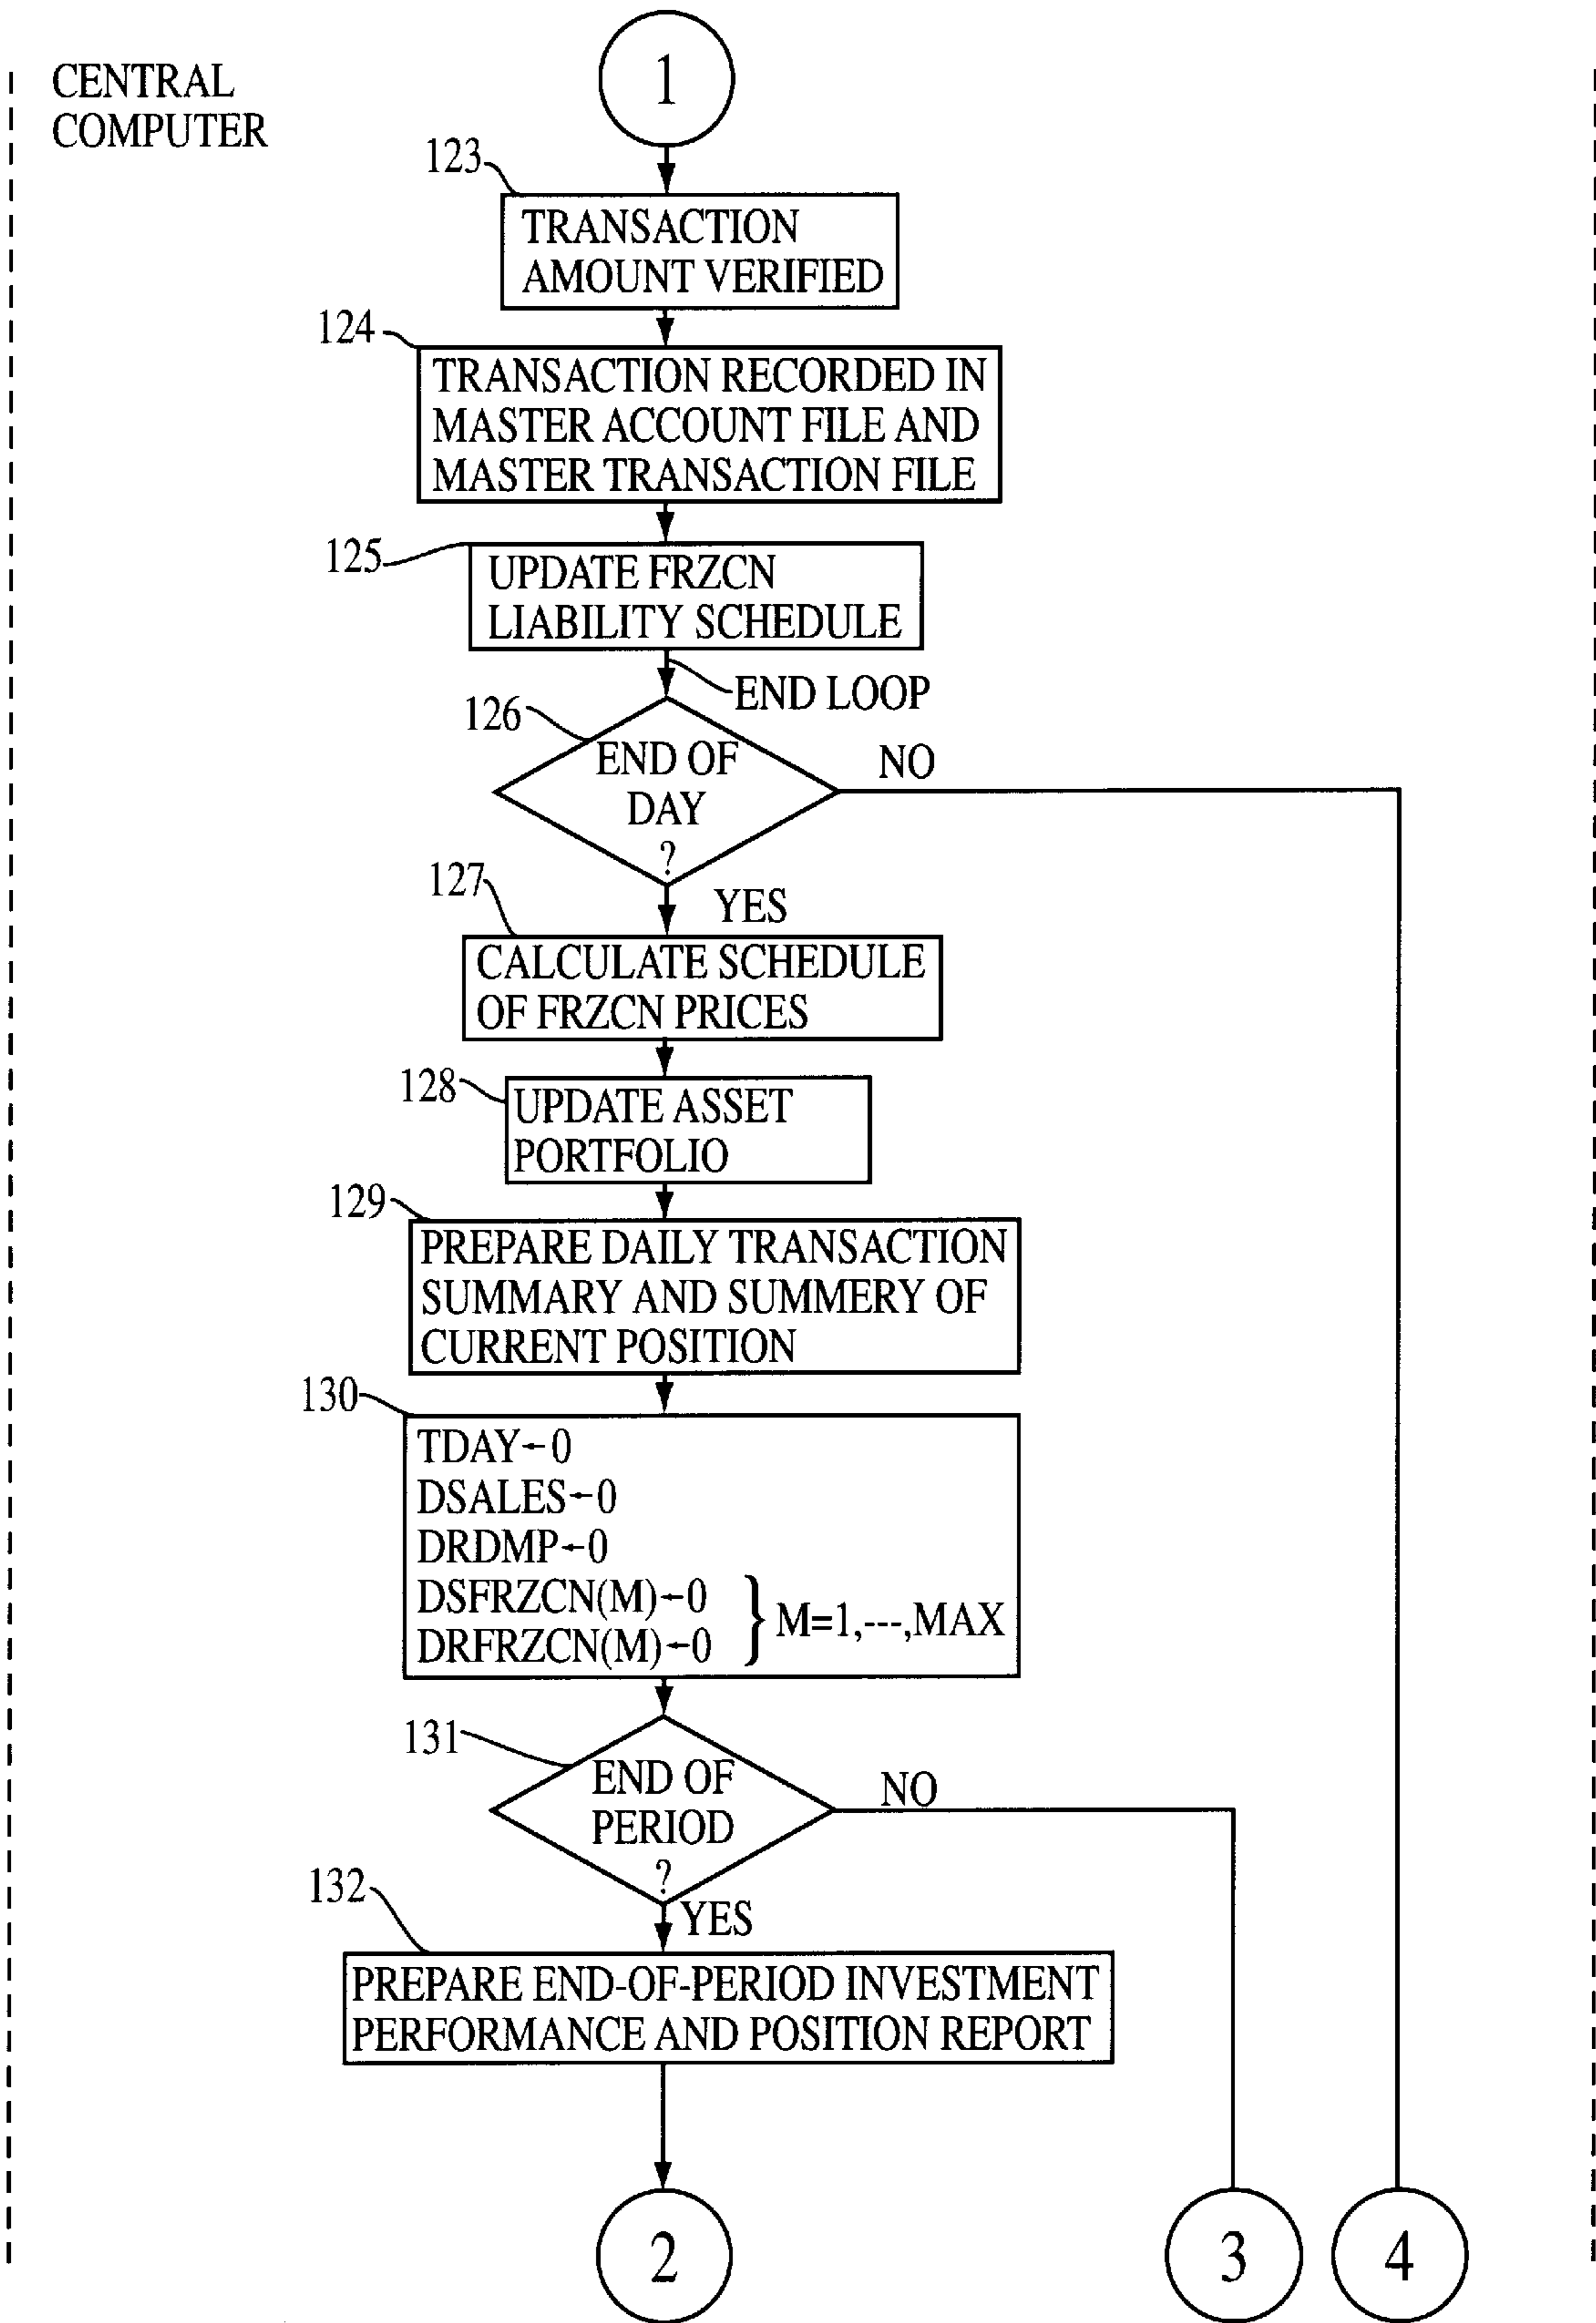 CENTRAL
COMPUTER
1
123
TRANSACTION
AMOUNT VERIFIED
124
TRANSACTION RECORDED IN
MASTER ACCOUNT FILE AND
MASTER TRANSACTION FILE
125
UPDATE FRZCN
LIABILITY SCHEDULE
END LOOP
126
END OF
DAY
?
NO
YES
127
CALCULATE SCHEDULE
OF FRZCN PRICES
128
UPDATE ASSET
PORTFOLIO
129
PREPARE DAILY TRANSACTION
SUMMARY AND SUMMERY OF
CURRENT POSITION
130
TDAY←0
DSALES←0
DRDMP←0
DSFRZCN(M)←0
DRFRZCN(M)←0
} M=1,---,MAX
131
END OF
PERIOD
?
NO
YES
132
PREPARE END-OF-PERIOD INVESTMENT
PERFORMANCE AND POSITION REPORT
2
3
4